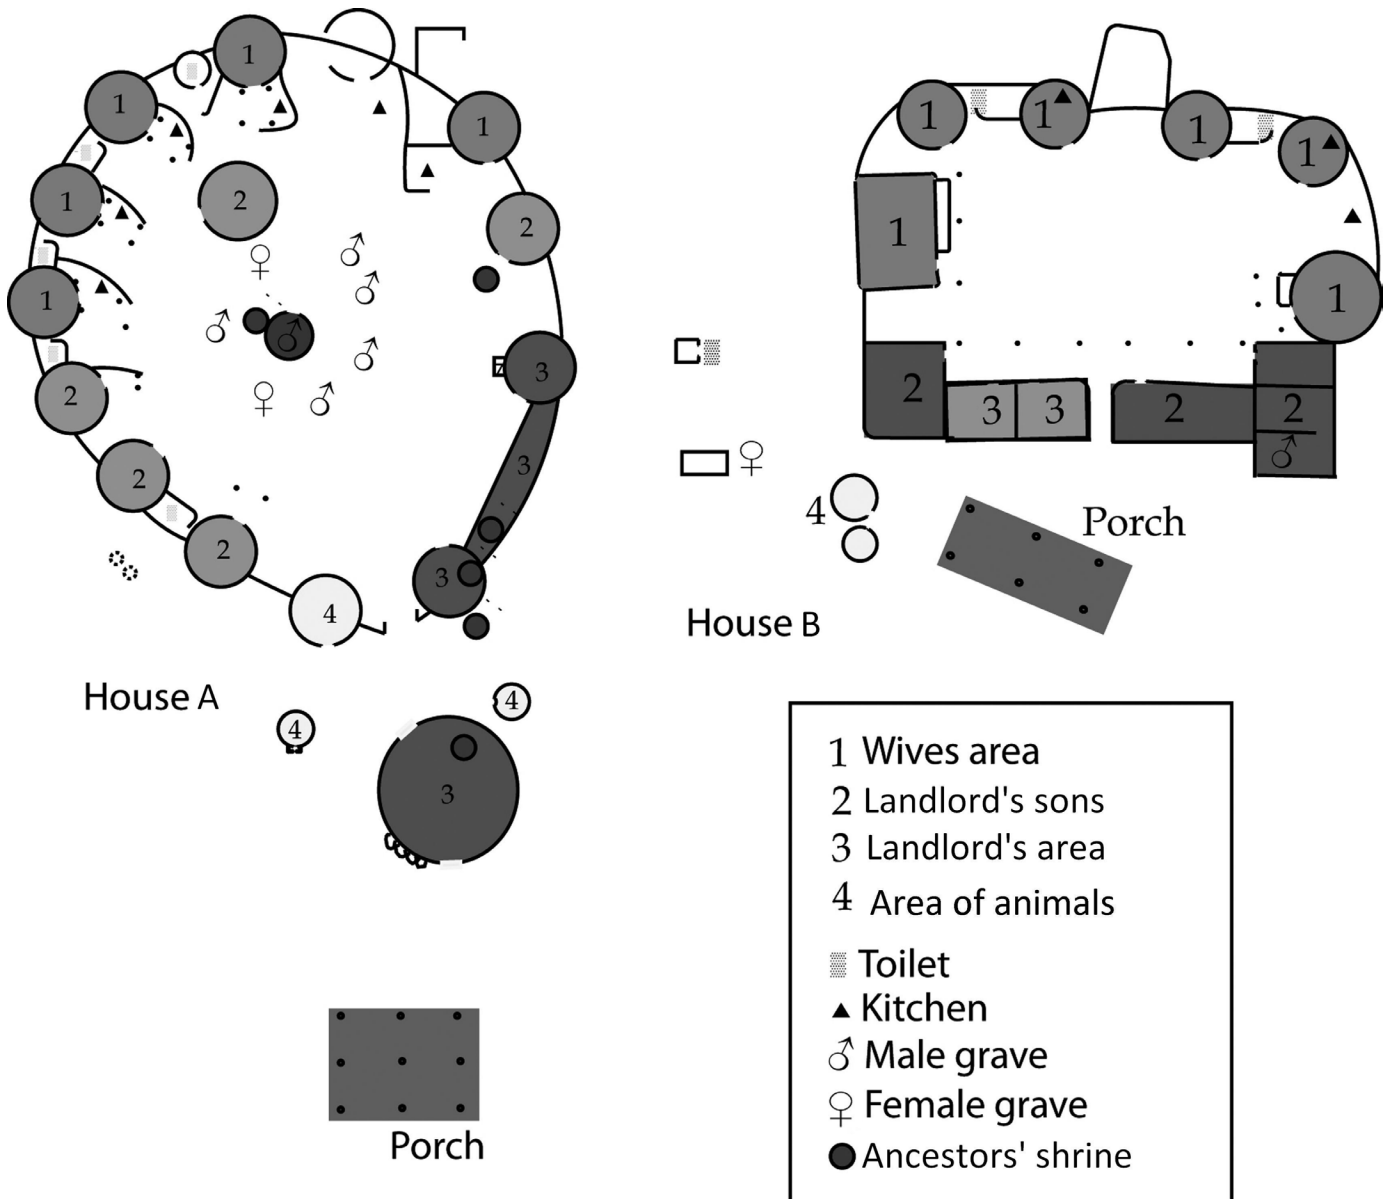 1
1
1
1
1
2
2
2
2
2
3
3
3
4
House A
4
4
3
Porch
1
1
1
1
1
1
2
3
3
2
2
4
Porch
House B
1 Wives area
2 Landlord's sons
3 Landlord's area
4 Area of animals
Toilet
Kitchen
Male grave
Female grave
Ancestors' shrine